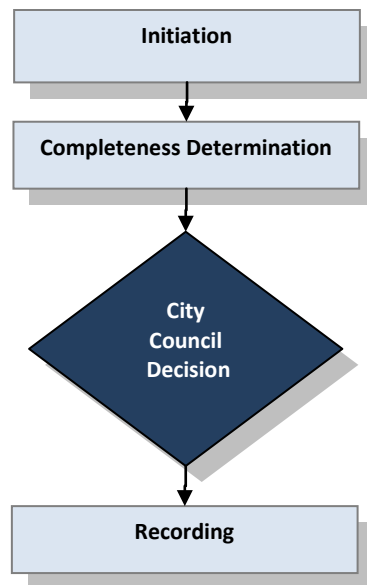 Initiation
Completeness Determination
City
Council
Decision
Recording